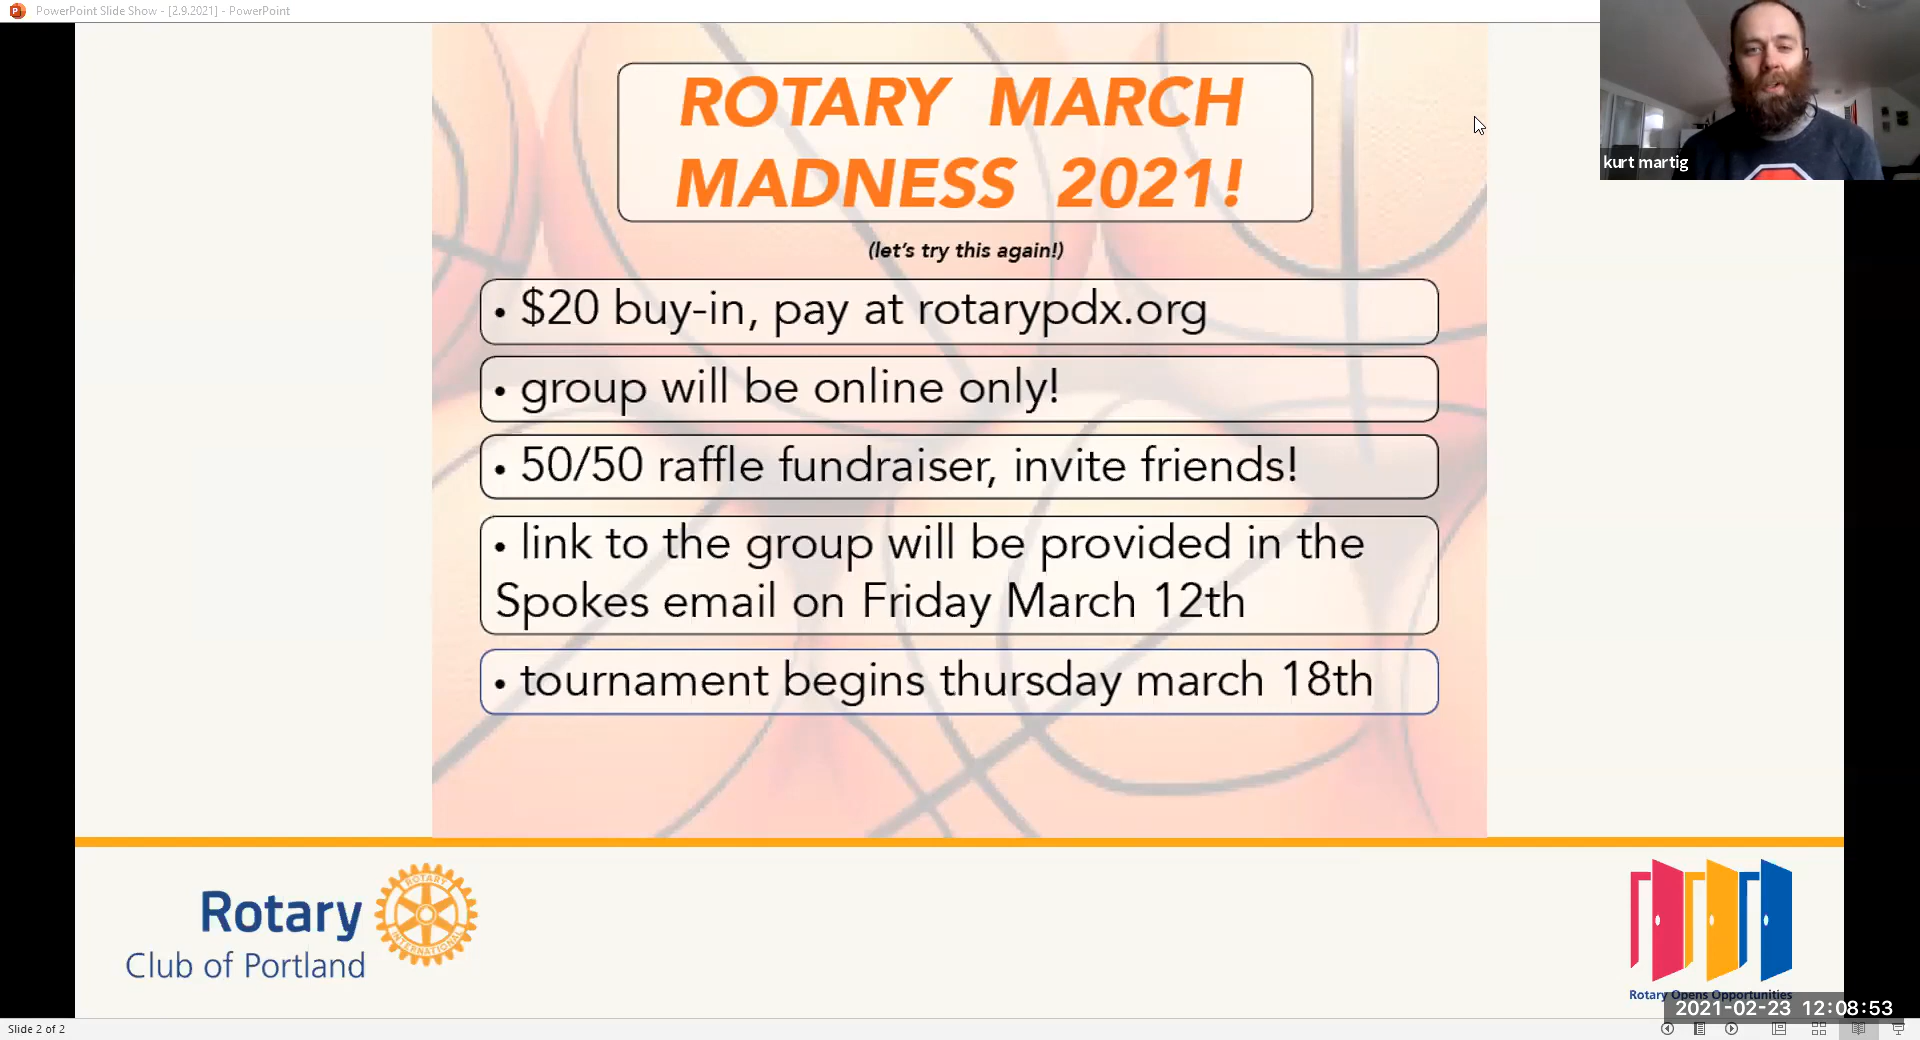 PowerPoint Slide Show - [2.9.2021] - PowerPoint
kurt martig
ROTARY MARCH
MADNESS 2021!
(let's try this again!)
• $20 buy-in, pay at rotarypdx.org
• group will be online only!
• 50/50 raffle fundraiser, invite friends!
• link to the group will be provided in the
Spokes email on Friday March 12th
• tournament begins thursday march 18th
Rotary
Club of Portland
ROTARY
INTERNATIONAL
Rotary Opens Opportunities
2021-02-23 12:08:53
Slide 2 of 2